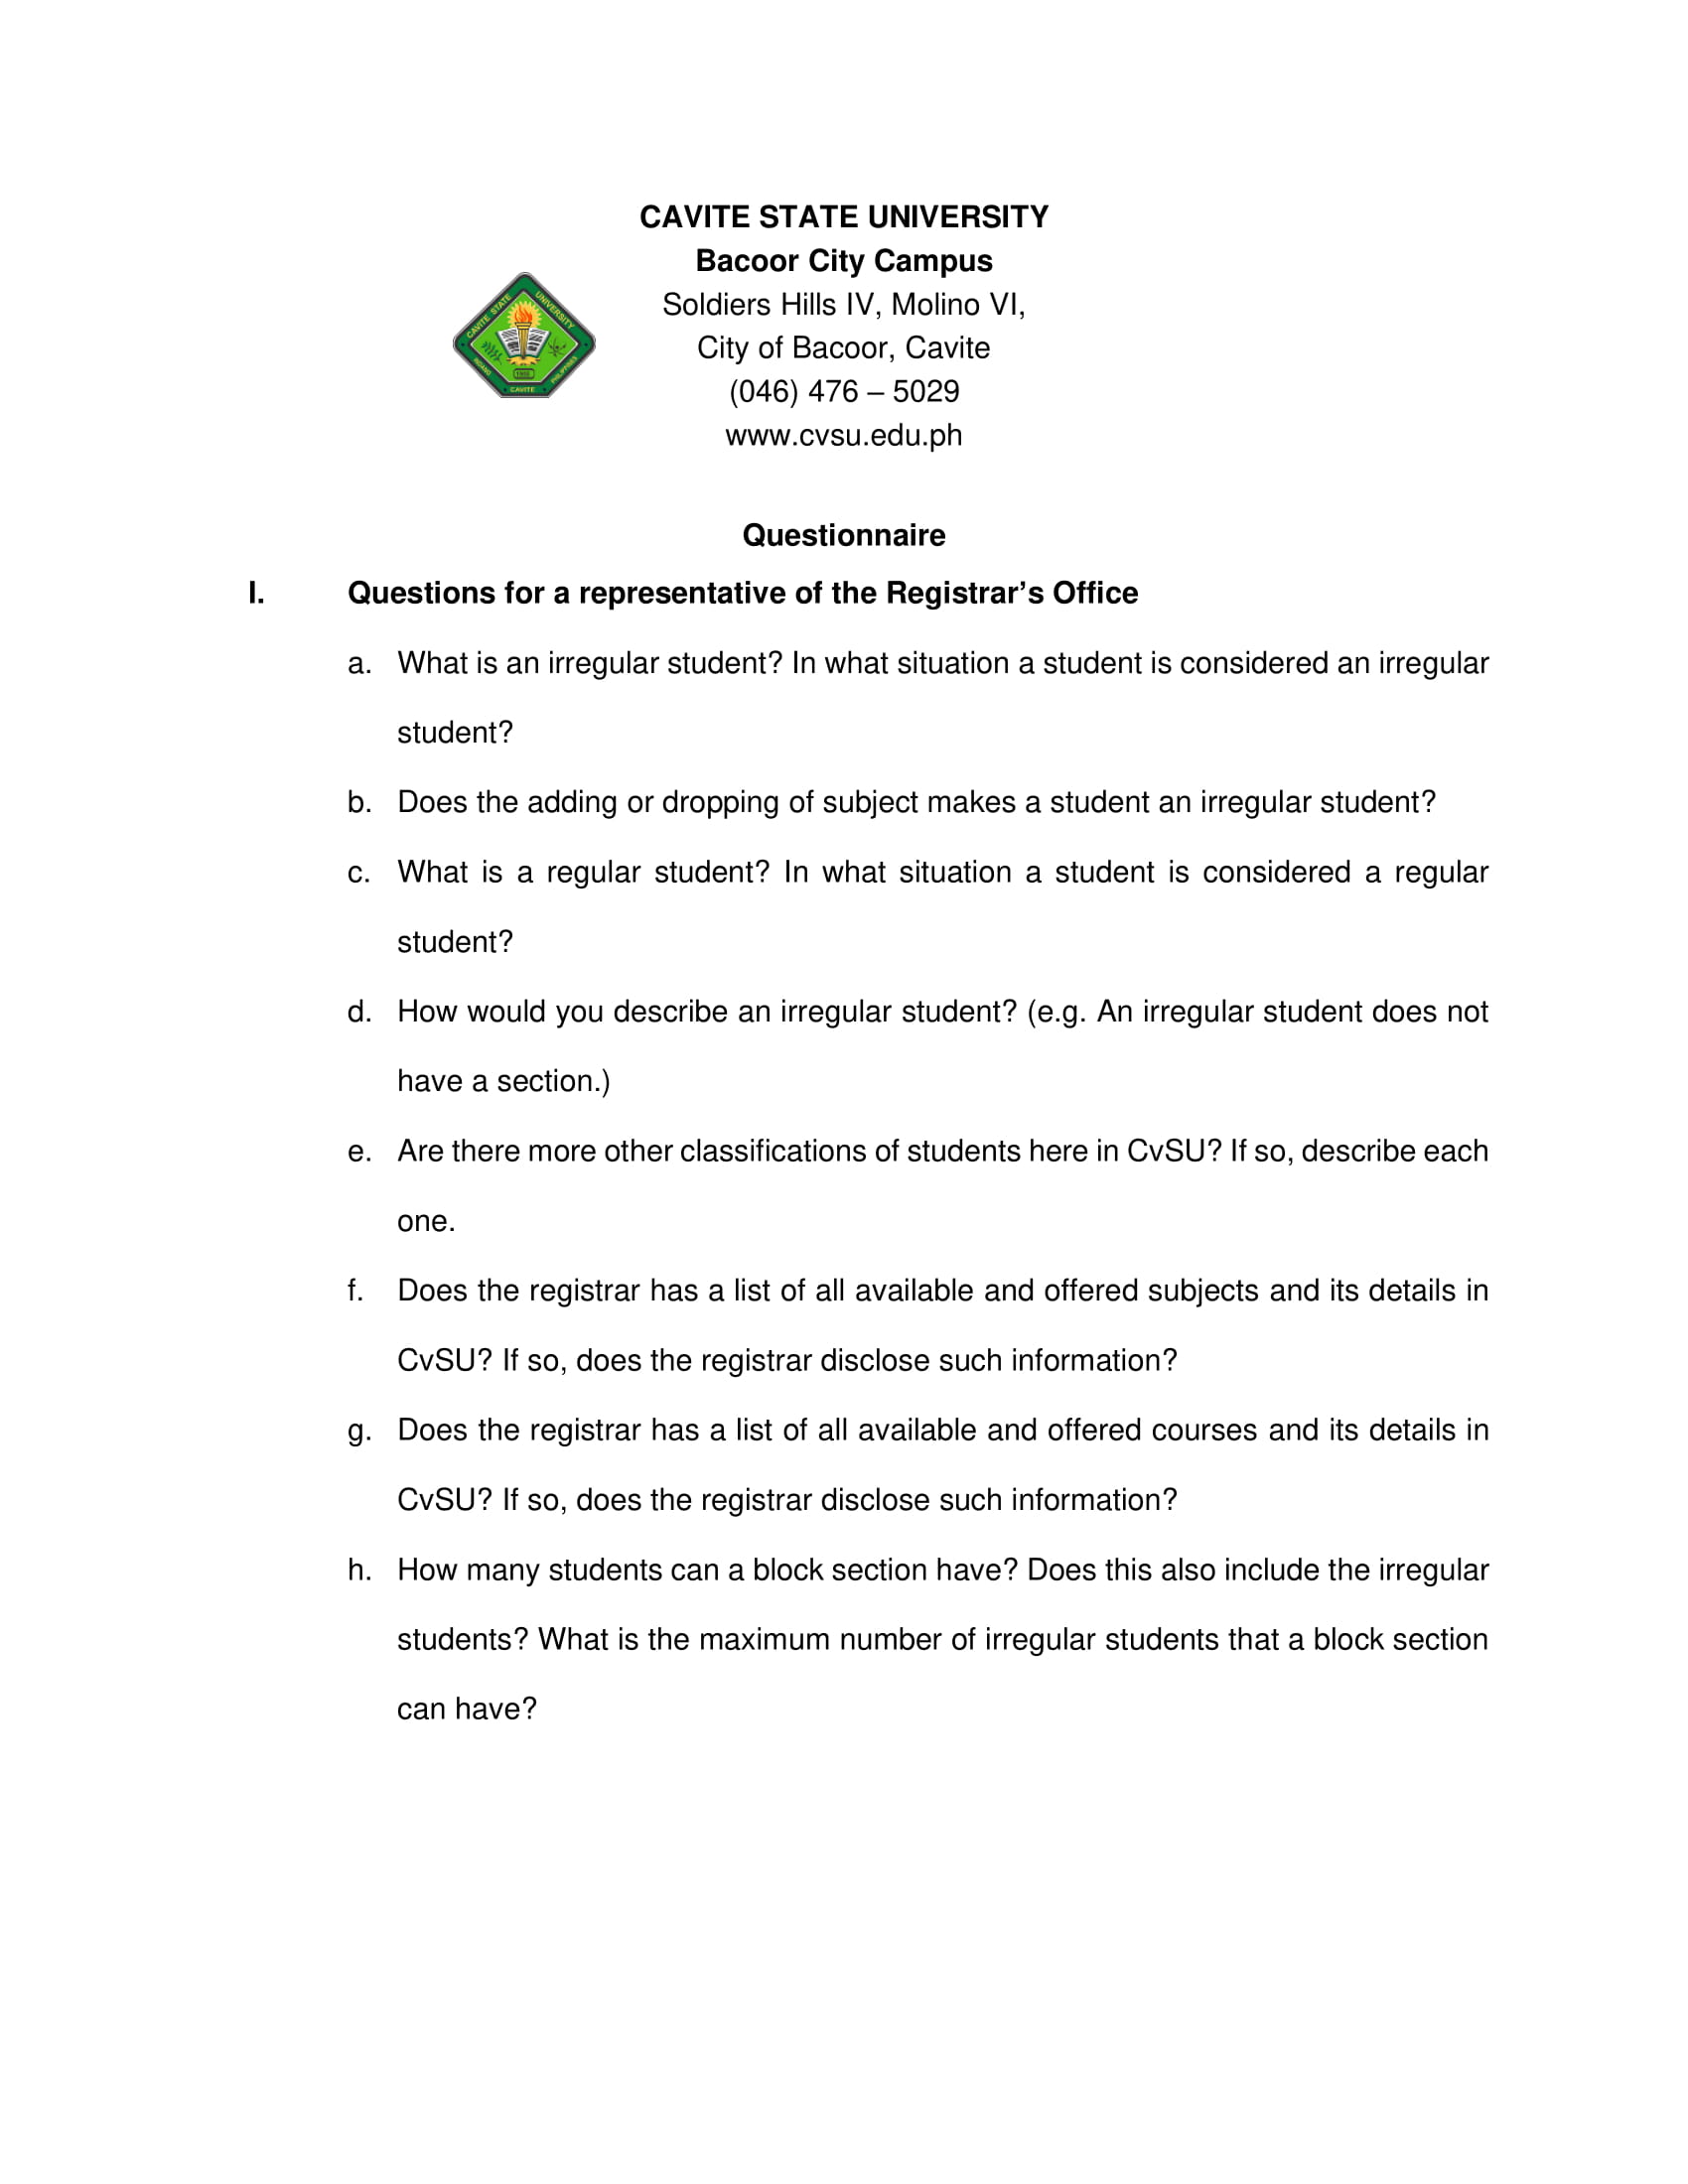 CAVITE STATE UNIVERSITY
Bacoor City Campus
Soldiers Hills IV, Molino VI,
City of Bacoor, Cavite
(046) 476 – 5029
www.cvsu.edu.ph
CAVITE STATE UNIVERSITY
INDANG CAVITE PHILIPPINES
Questionnaire
I. Questions for a representative of the Registrar’s Office
a. What is an irregular student? In what situation a student is considered an irregular
student?
b. Does the adding or dropping of subject makes a student an irregular student?
c. What is a regular student? In what situation a student is considered a regular
student?
d. How would you describe an irregular student? (e.g. An irregular student does not
have a section.)
e. Are there more other classifications of students here in CvSU? If so, describe each
one.
f. Does the registrar has a list of all available and offered subjects and its details in
CvSU? If so, does the registrar disclose such information?
g. Does the registrar has a list of all available and offered courses and its details in
CvSU? If so, does the registrar disclose such information?
h. How many students can a block section have? Does this also include the irregular
students? What is the maximum number of irregular students that a block section
can have?